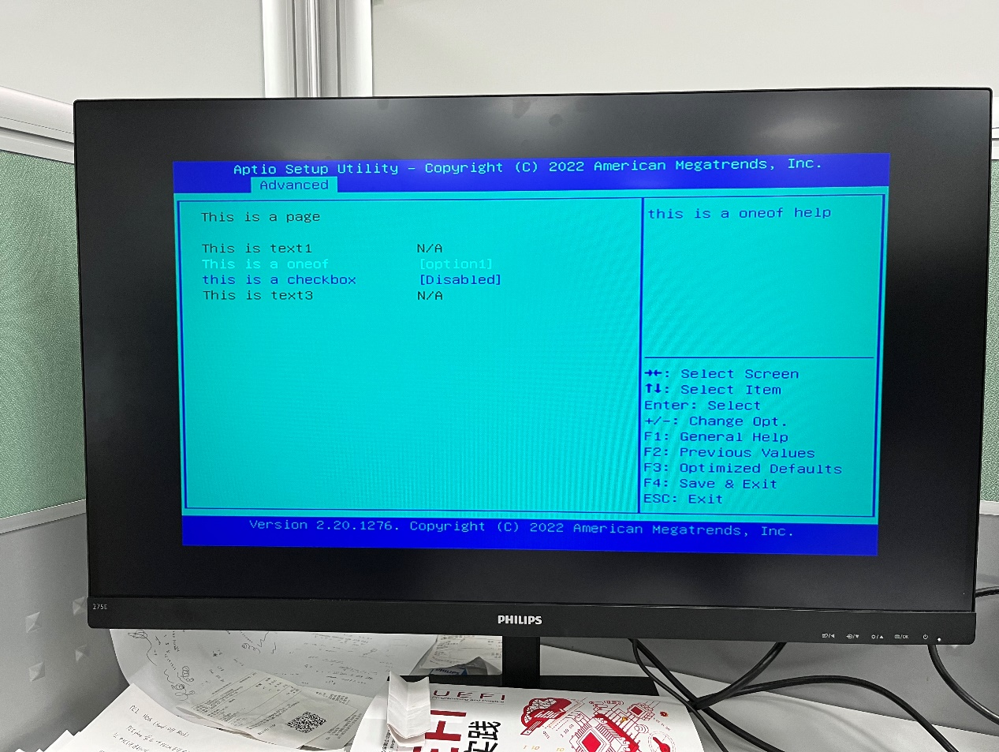 Aptio Setup Utility – Copyright (C) 2022 American Megatrends, Inc.
Advanced
This is a page
This is text1 N/A
This is a oneof [option1]
this is a checkbox [Disabled]
This is text3 N/A
this is a oneof help
→←: Select Screen
↑↓: Select Item
Enter: Select
+/-: Change Opt.
F1: General Help
F2: Previous Values
F3: Optimized Defaults
F4: Save & Exit
ESC: Exit
Version 2.20.1276. Copyright (C) 2022 American Megatrends, Inc.
275E
PHILIPS
UEFI